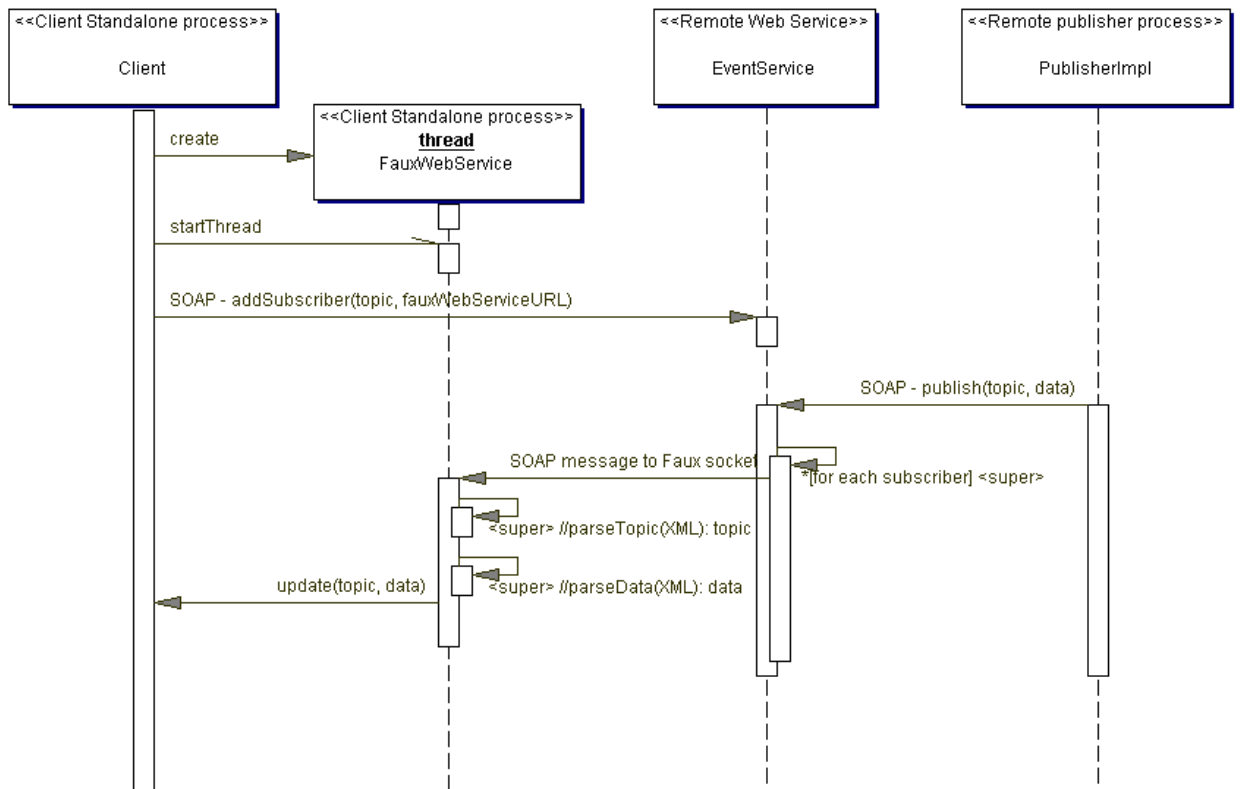 <<Client Standalone process>>
Client
<<Remote Web Service>>
EventService
<<Remote publisher process>>
PublisherImpl
<<Client Standalone process>>
thread
FauxWebService
create
startThread
SOAP - addSubscriber(topic, fauxWebServiceURL)
SOAP - publish(topic, data)
SOAP message to Faux socket
*[for each subscriber] <super>
<super> //parseTopic(XML): topic
<super> //parseData(XML): data
update(topic, data)